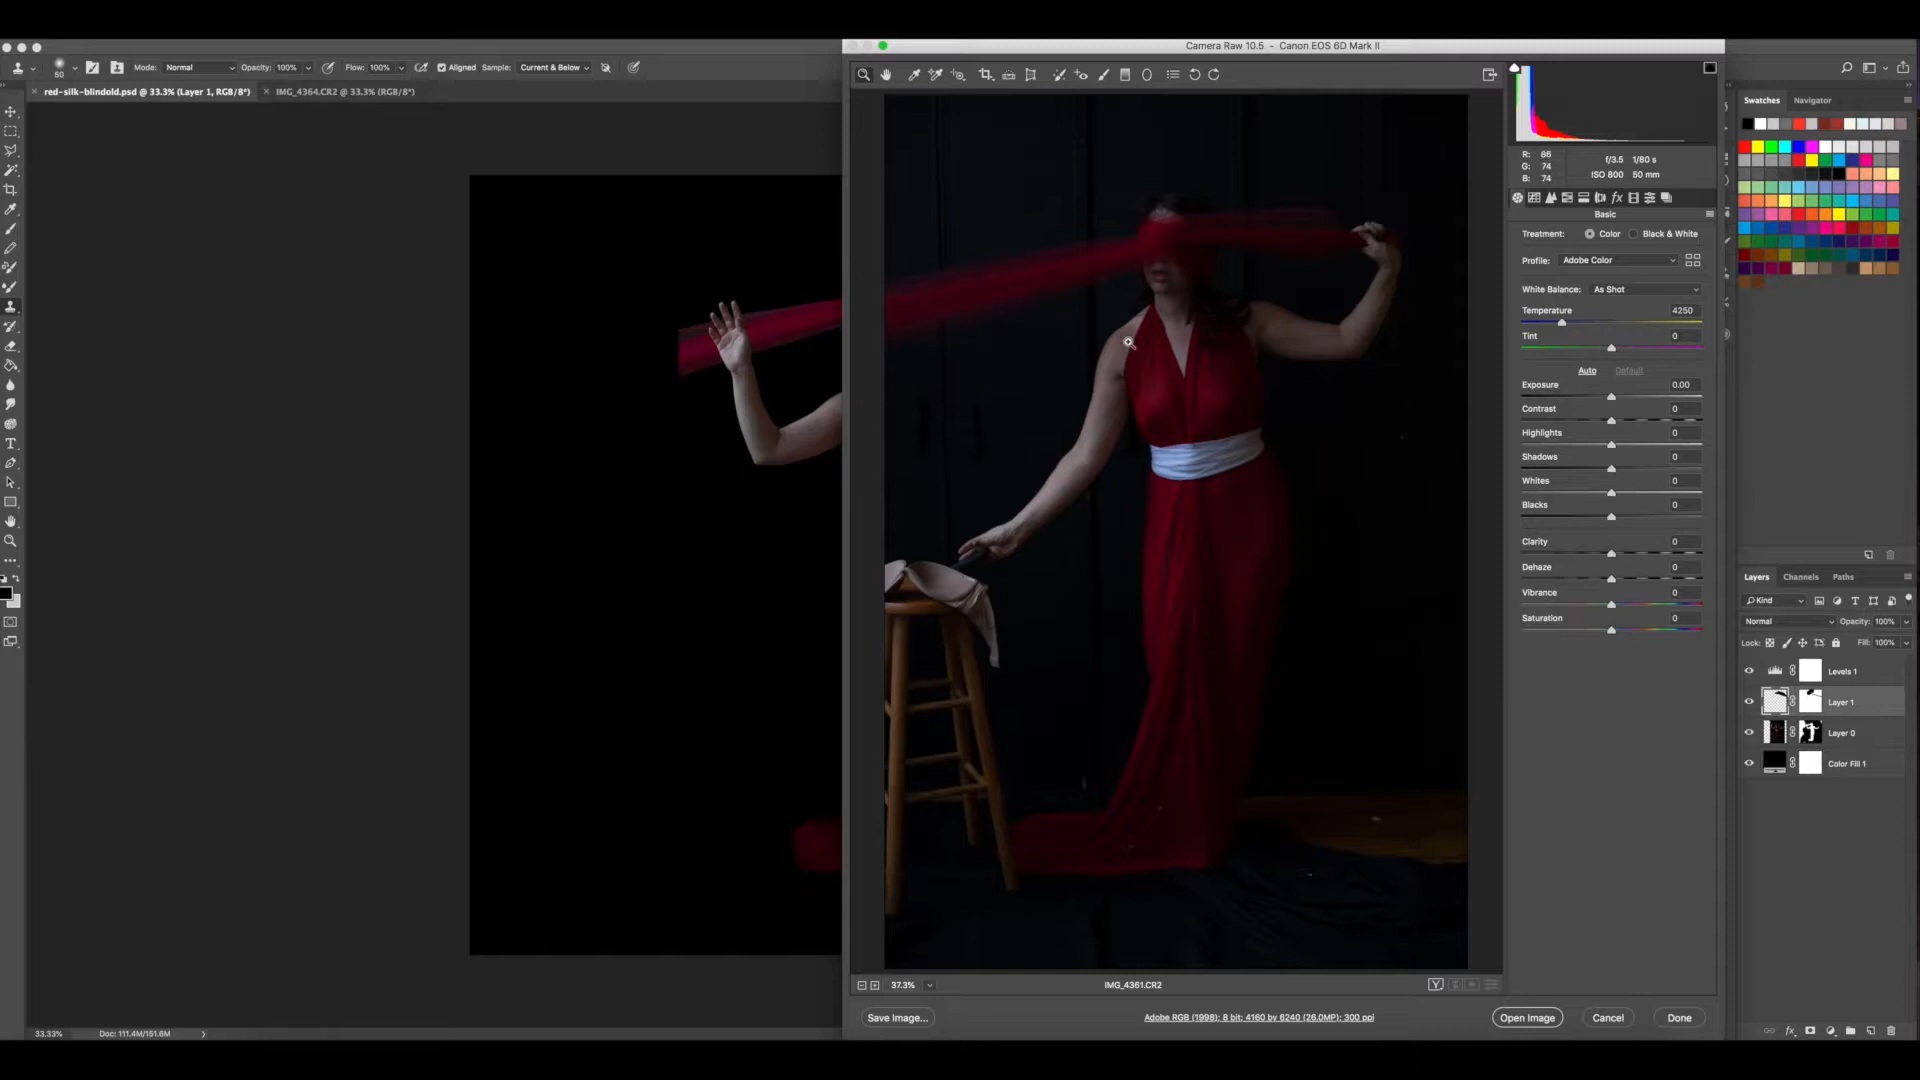 Camera Raw 10.5 - Canon EOS 6D Mark II
50
Mode: Normal Opacity: 100% Flow: 100% Aligned Sample: Current & Below
red-silk-blindold.psd @ 33.3% (Layer 1, RGB/8*)
IMG_4364.CR2 @ 33.3% (RGB/8*)
Swatches Navigator
R: 86
G: 74
B: 74
f/3.5 1/80 s
ISO 800 50 mm
Basic
Treatment: Color Black & White
Profile: Adobe Color
White Balance: As Shot
Temperature 4250
Tint 0
Auto Default
Exposure 0.00
Contrast 0
Highlights 0
Shadows 0
Whites 0
Blacks 0
Clarity 0
Dehaze 0
Vibrance 0
Saturation 0
Layers Channels Paths
Kind
Normal Opacity: 100%
Lock: Fill: 100%
Levels 1
Layer 1
Layer 0
Color Fill 1
37.3%
IMG_4361.CR2
Save Image...
Adobe RGB (1998); 8 bit; 4160 by 6240 (26.0MP); 300 ppi
Open Image Cancel Done
33.33% Doc: 111.4M/151.6M